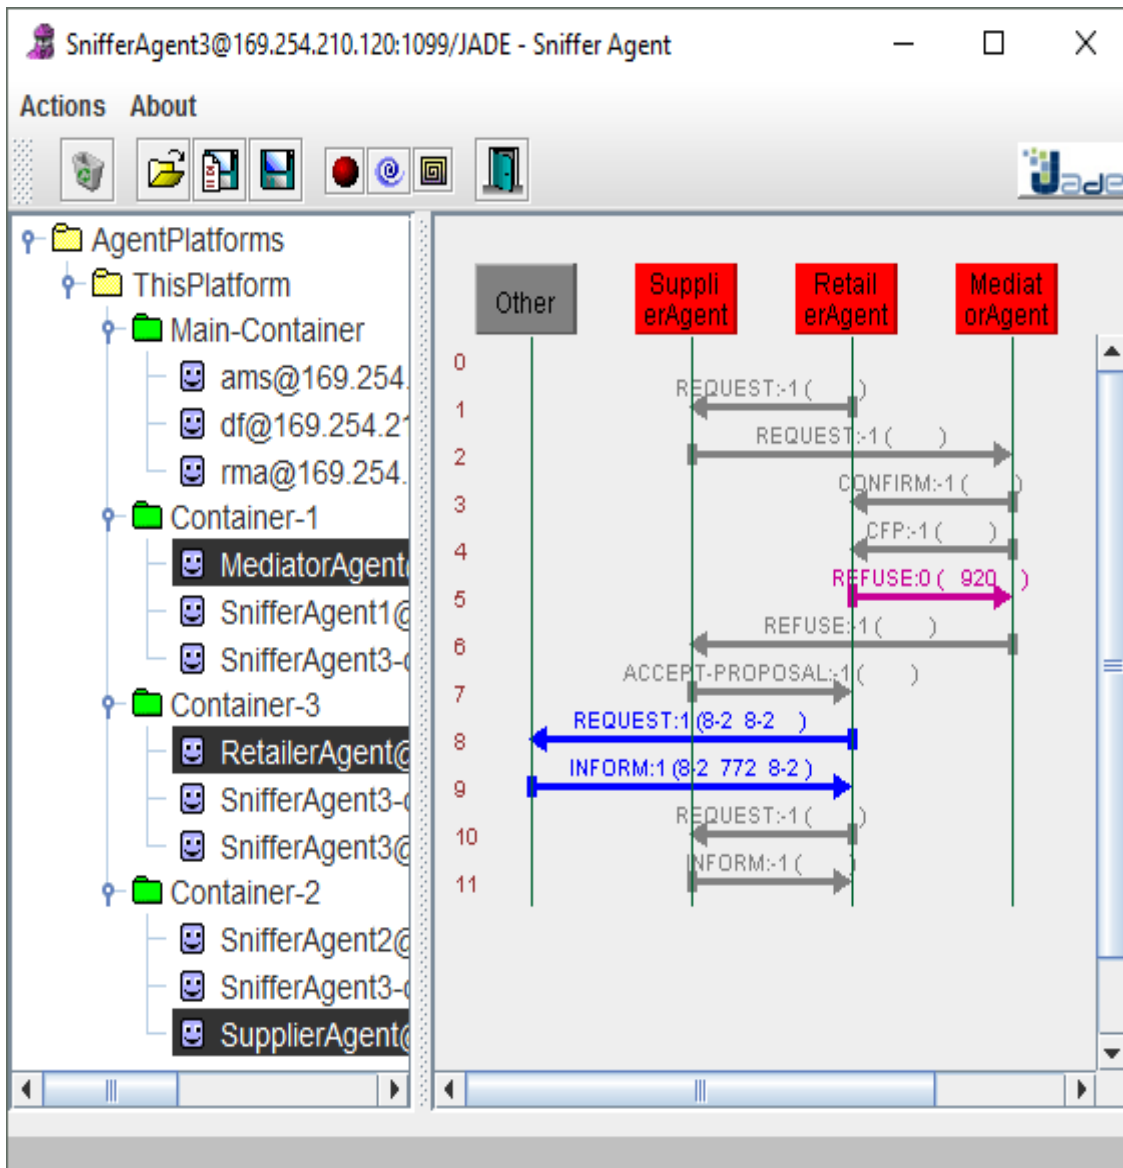 SnifferAgent3@169.254.210.120:1099/JADE - Sniffer Agent
Actions About
Jade
AgentPlatforms
ThisPlatform
Main-Container
ams@169.254.
df@169.254.21
rma@169.254.
Container-1
MediatorAgent
SnifferAgent1@
SnifferAgent3-
Container-3
RetailerAgent@
SnifferAgent3-
SnifferAgent3@
Container-2
SnifferAgent2@
SnifferAgent3-
SupplierAgent@
Other
Suppli
erAgent
Retail
erAgent
Mediat
orAgent
0
REQUEST:-1 ( )
1
REQUEST:-1 ( )
2
CONFIRM:-1 ( )
3
CFP:-1 ( )
4
REFUSE:0 ( 920 )
5
REFUSE:-1 ( )
6
ACCEPT-PROPOSAL:-1 ( )
7
REQUEST:1 (8-2 8-2 )
8
INFORM:1 (8-2 772 8-2 )
9
REQUEST:-1 ( )
10
INFORM:-1 ( )
11